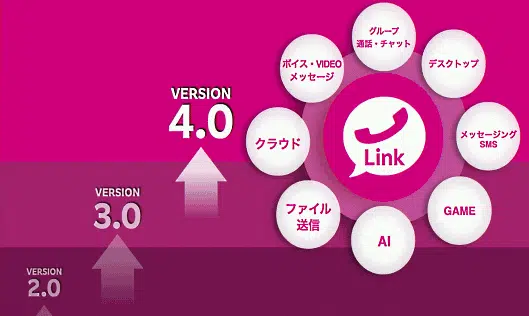 VERSION
4.0
VERSION
3.0
VERSION
2.0
グループ
通話・チャット
デスクトップ
メッセージング
SMS
GAME
AI
ファイル
送信
クラウド
ボイス・VIDEO
メッセージ
Link